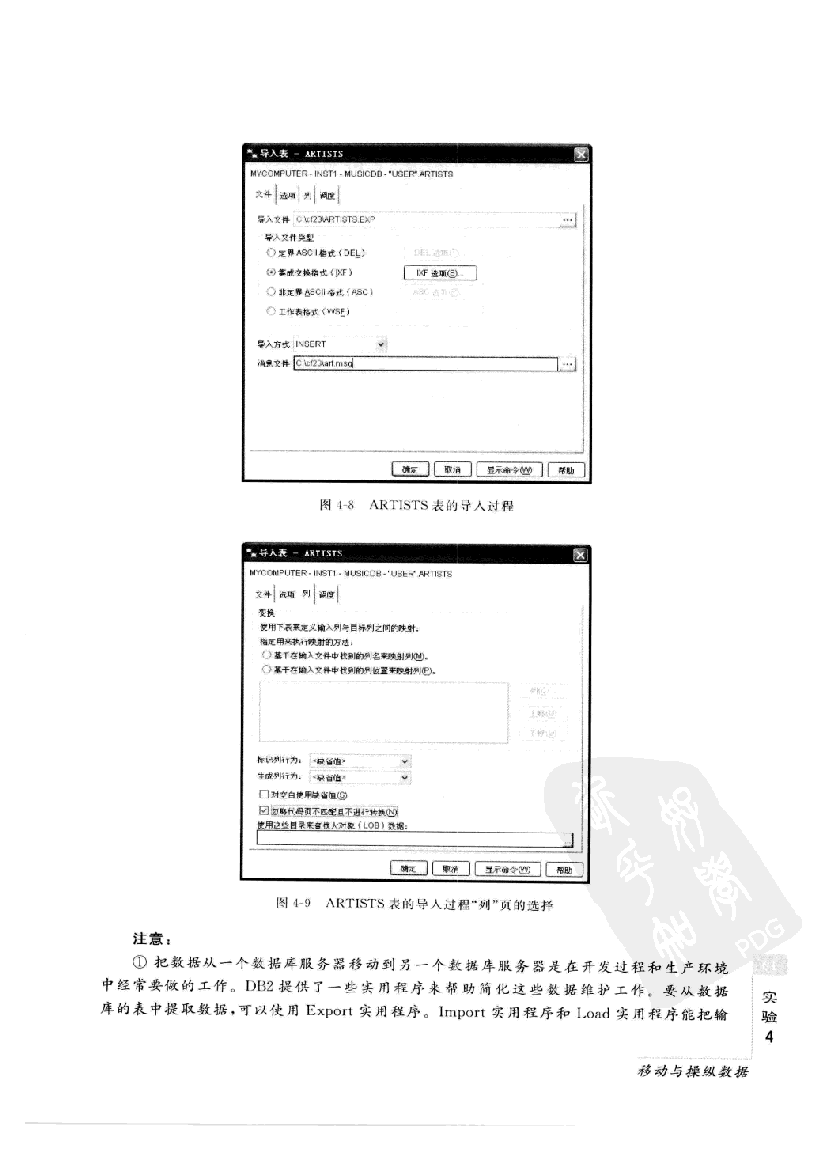 导入表 - ARTISTS
MYCOMPUTER - INST1 - MUSICDB - "USER".ARTISTS
文件 选项 列 调度
导入文件 C:\cf23\ARTISTS.EXP ...
导入文件类型
定界 ASCII 格式 (DEL) DEL 选项
集成交换格式 (IXF) IXF 选项(S)...
非定界 ASCII 格式 (ASC) ASC 选项
工作表格式 (WSF)
导入方式 INSERT
消息文件 C:\cf23\art.msg ...
确定 取消 显示命令(W) 帮助
图 4-8 ARTISTS 表的导入过程
导入表 - ARTISTS
MYCOMPUTER - INST1 - MUSICDB - "USER".ARTISTS
文件 选项 列 调度
变换
使用下表来定义输入列与目标列之间的映射。
指定用来执行映射的方法：
基于在输入文件中找到的列名来映射列(M)。
基于在输入文件中找到的列位置来映射列(P)。
标识列行为： <缺省值>
生成列行为： <缺省值>
对空白使用缺省值(G)
忽略代码页不匹配且不进行转换(N)
使用这些目录来查找大对象（LOB）数据：
确定 取消 显示命令(W) 帮助
图 4-9 ARTISTS 表的导入过程“列”页的选择
注意：
① 把数据从一个数据库服务器移动到另一个数据库服务器是在开发过程和生产环境
中经常要做的工作。DB2 提供了一些实用程序来帮助简化这些数据维护工作。要从数据
库的表中提取数据，可以使用 Export 实用程序。Import 实用程序和 Load 实用程序能把输
PDG
实
验
4
移动与操纵数据